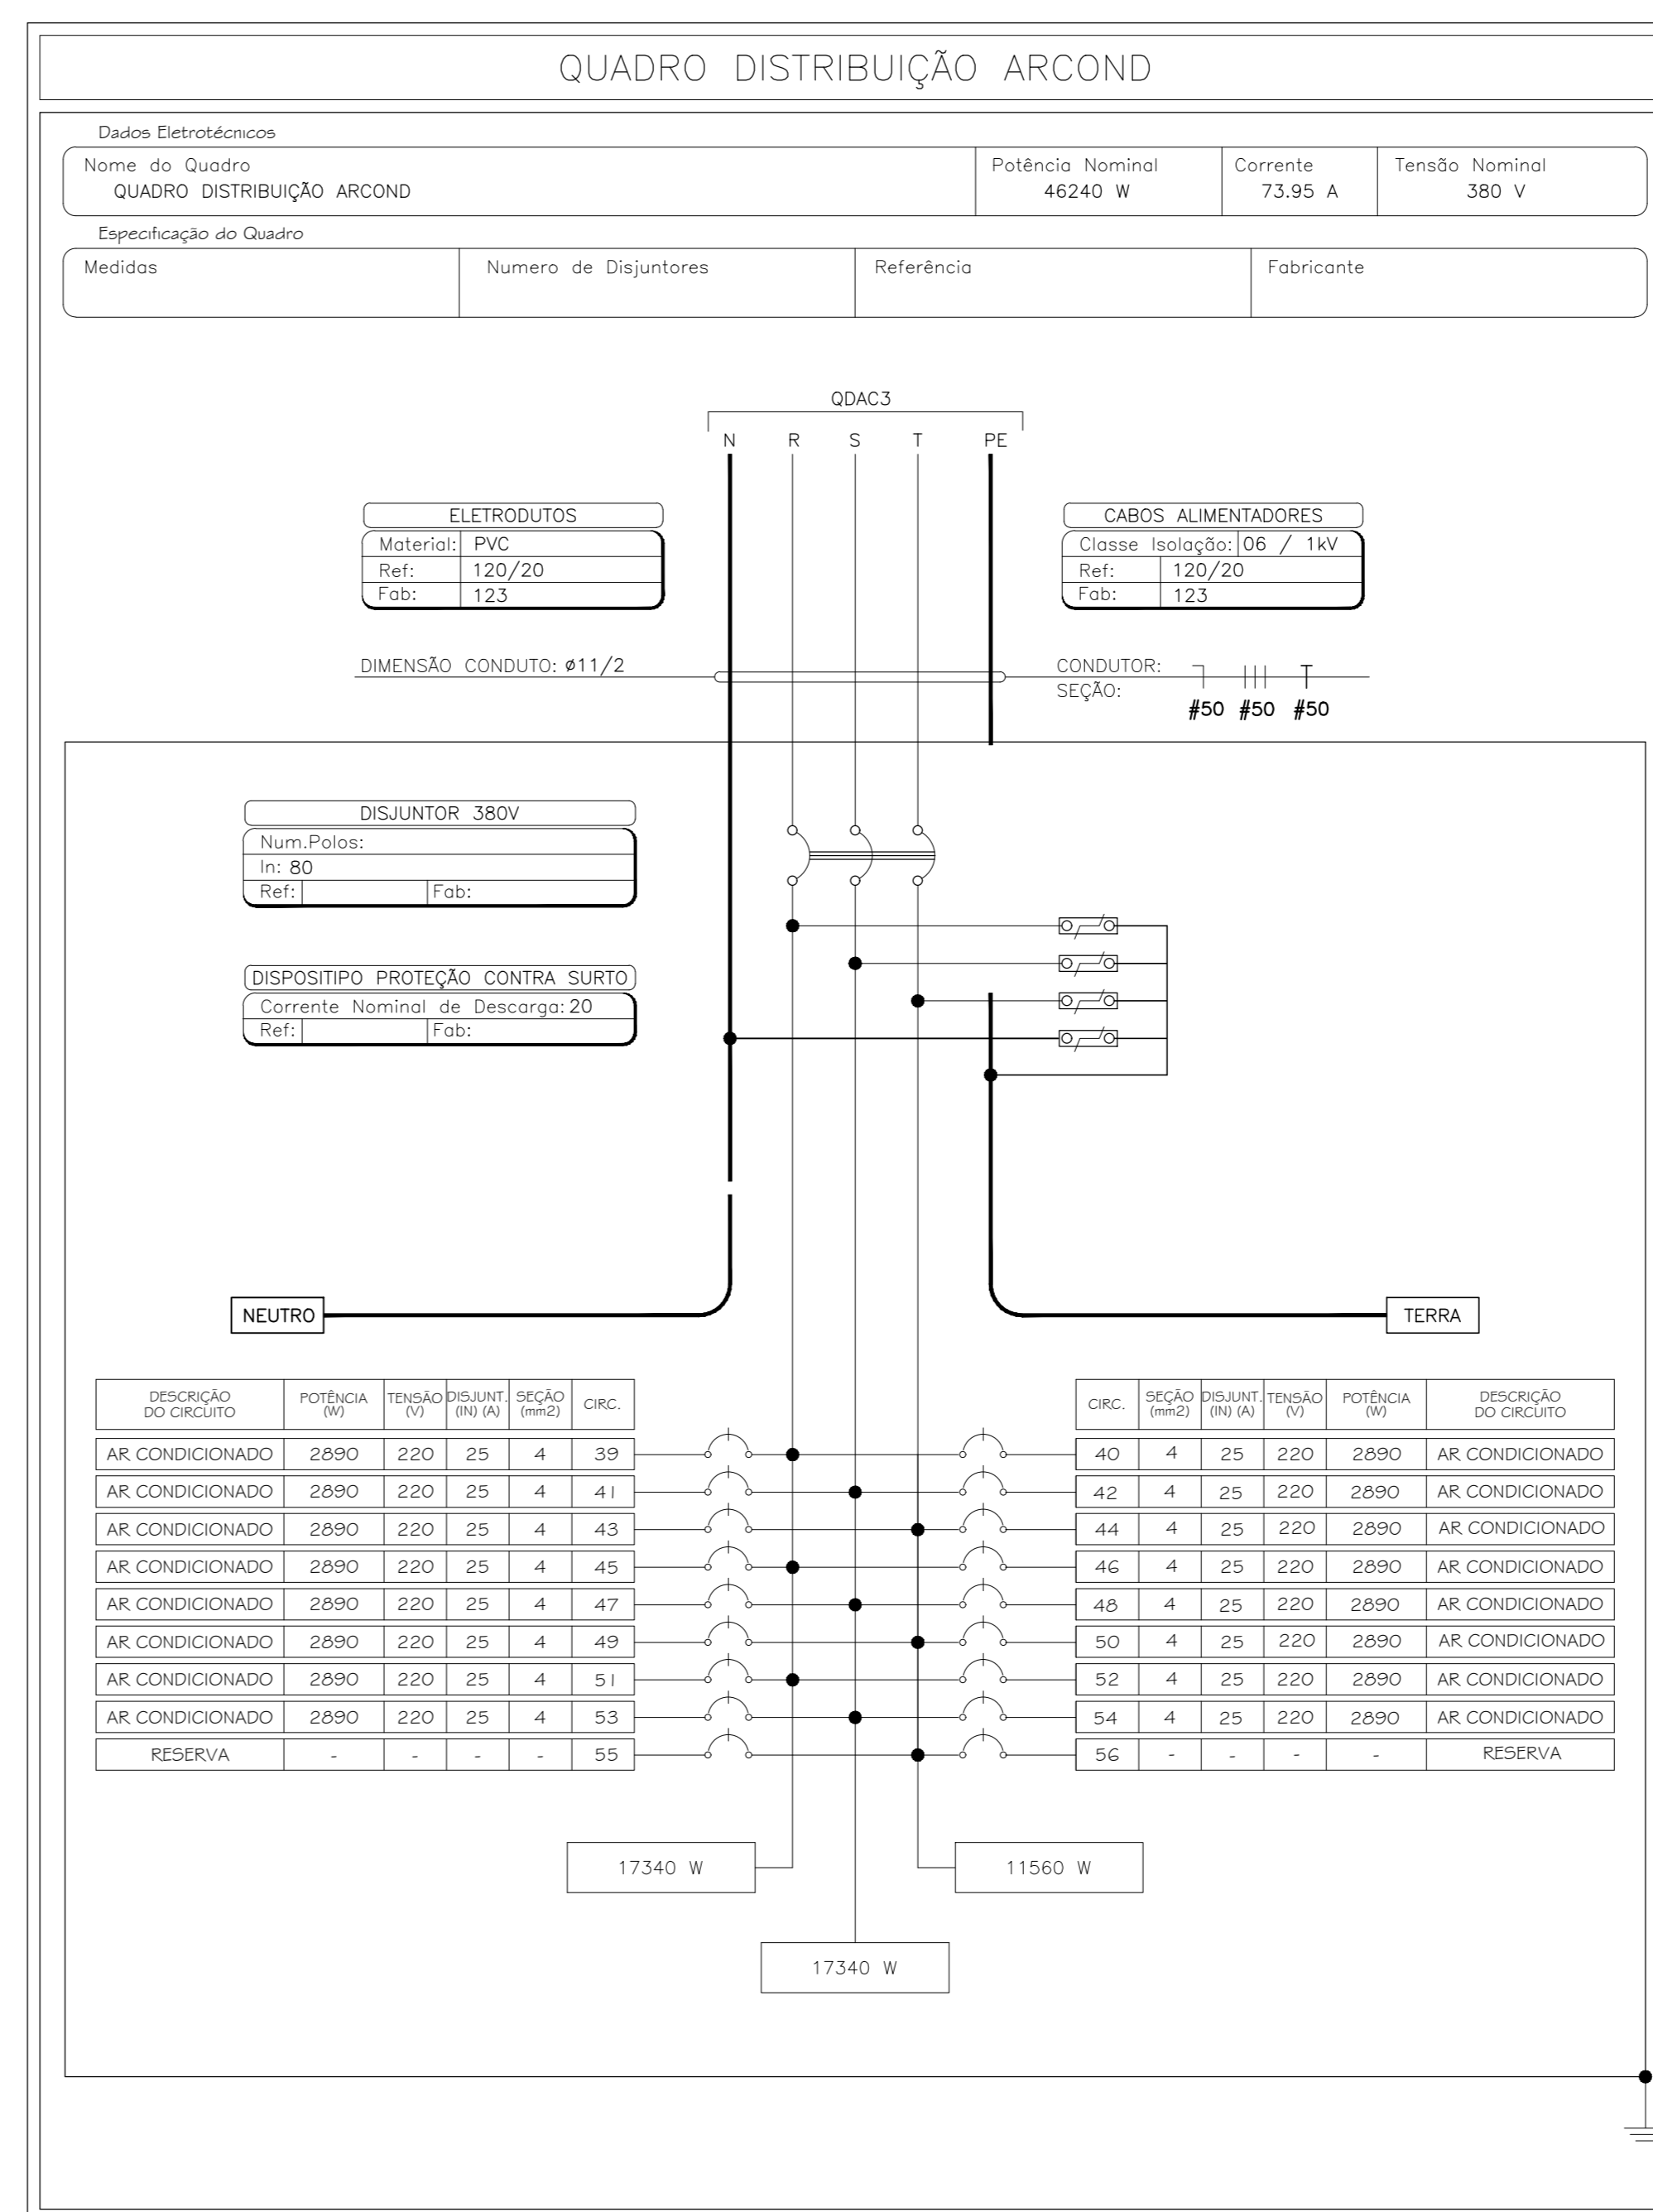 QUADRO DISTRIBUIÇÃO ARCOND
Dados Eletrotécnicos
Nome do Quadro Potência Nominal Corrente Tensão Nominal
QUADRO DISTRIBUIÇÃO ARCOND 46240 W 73.95 A 380 V
Especificação do Quadro
Medidas Numero de Disjuntores Referência Fabricante
QDAC3
N R S T PE
ELETRODUTOS
Material: PVC
Ref: 120/20
Fab: 123
CABOS ALIMENTADORES
Classe Isolação: 06 / 1kV
Ref: 120/20
Fab: 123
DIMENSÃO CONDUTO: ø11/2
CONDUTOR:
SEÇÃO:
#50 #50 #50
DISJUNTOR 380V
Num.Polos:
In: 80
Ref: Fab:
DISPOSITIPO PROTEÇÃO CONTRA SURTO
Corrente Nominal de Descarga: 20
Ref: Fab:
NEUTRO TERRA
DESCRIÇÃO DO CIRCUITO POTÊNCIA (W) TENSÃO (V) DISJUNT. (IN) (A) SEÇÃO (mm2) CIRC. CIRC. SEÇÃO (mm2) DISJUNT. (IN) (A) TENSÃO (V) POTÊNCIA (W) DESCRIÇÃO DO CIRCUITO
AR CONDICIONADO 2890 220 25 4 39 40 4 25 220 2890 AR CONDICIONADO
AR CONDICIONADO 2890 220 25 4 41 42 4 25 220 2890 AR CONDICIONADO
AR CONDICIONADO 2890 220 25 4 43 44 4 25 220 2890 AR CONDICIONADO
AR CONDICIONADO 2890 220 25 4 45 46 4 25 220 2890 AR CONDICIONADO
AR CONDICIONADO 2890 220 25 4 47 48 4 25 220 2890 AR CONDICIONADO
AR CONDICIONADO 2890 220 25 4 49 50 4 25 220 2890 AR CONDICIONADO
AR CONDICIONADO 2890 220 25 4 51 52 4 25 220 2890 AR CONDICIONADO
AR CONDICIONADO 2890 220 25 4 53 54 4 25 220 2890 AR CONDICIONADO
RESERVA - - - - 55 56 - - - - RESERVA
17340 W 11560 W
17340 W